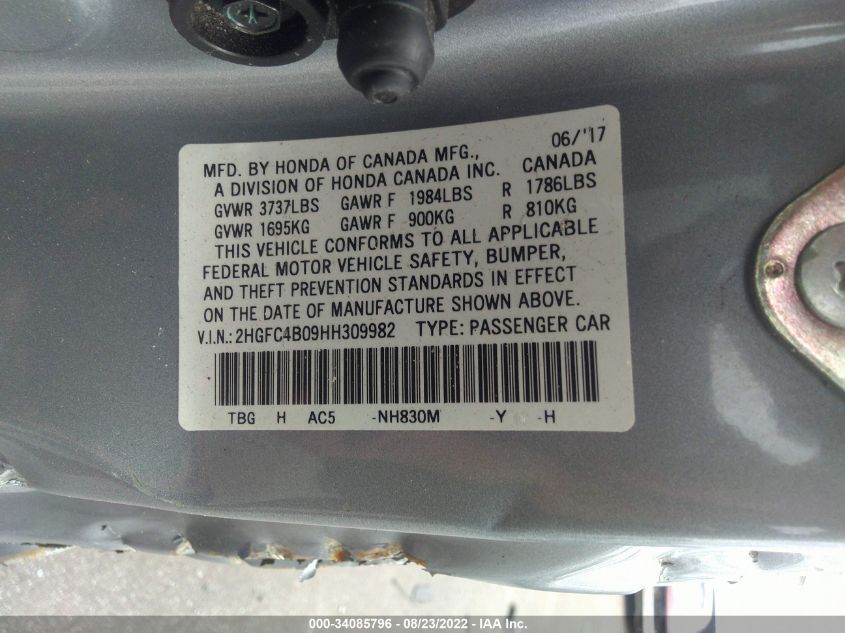 06/'17
MFD. BY HONDA OF CANADA MFG.,
A DIVISION OF HONDA CANADA INC. CANADA
GVWR 3737LBS GAWR F 1984LBS R 1786LBS
GVWR 1695KG GAWR F 900KG R 810KG
THIS VEHICLE CONFORMS TO ALL APPLICABLE
FEDERAL MOTOR VEHICLE SAFETY, BUMPER,
AND THEFT PREVENTION STANDARDS IN EFFECT
ON THE DATE OF MANUFACTURE SHOWN ABOVE.
V.I.N.: 2HGFC4B09HH309982 TYPE: PASSENGER CAR
TBG H AC5 -NH830M -Y -H
000-34085796 - 08/23/2022 - IAA Inc.